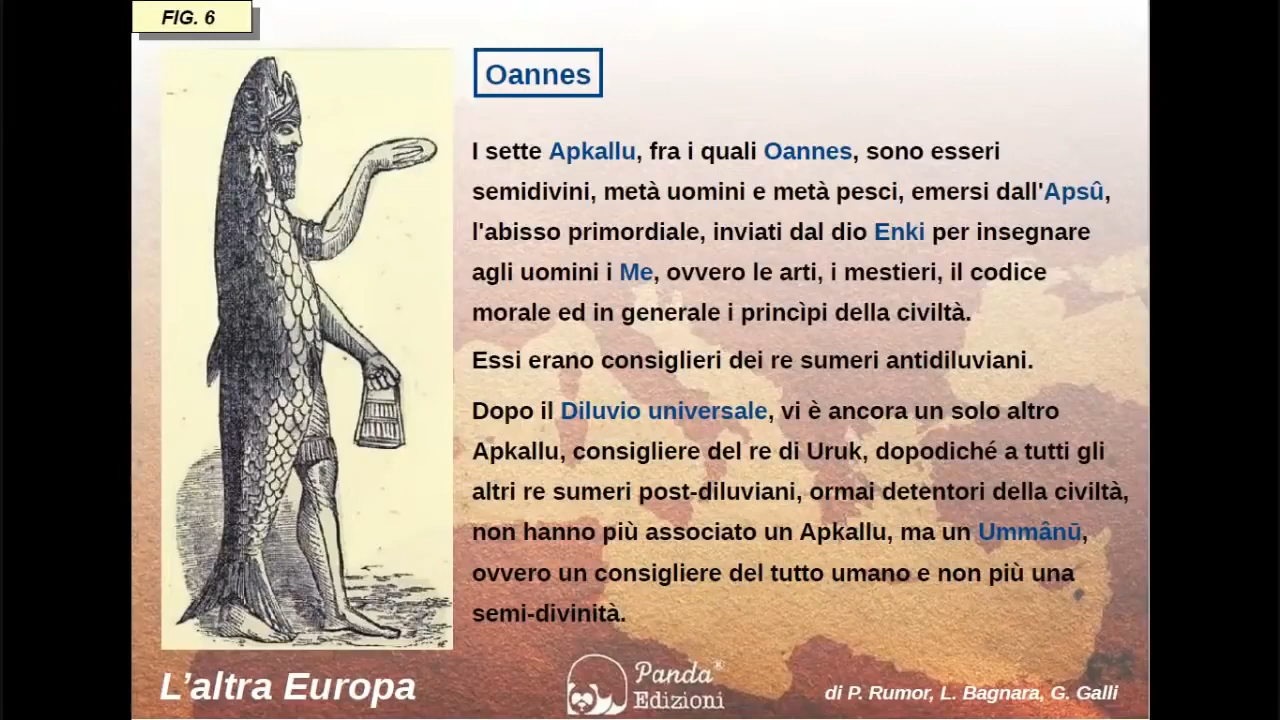 FIG. 6
Oannes
I sette Apkallu, fra i quali Oannes, sono esseri
semidivini, metà uomini e metà pesci, emersi dall'Apsû,
l'abisso primordiale, inviati dal dio Enki per insegnare
agli uomini i Me, ovvero le arti, i mestieri, il codice
morale ed in generale i princìpi della civiltà.
Essi erano consiglieri dei re sumeri antidiluviani.
Dopo il Diluvio universale, vi è ancora un solo altro
Apkallu, consigliere del re di Uruk, dopodiché a tutti gli
altri re sumeri post-diluviani, ormai detentori della civiltà,
non hanno più associato un Apkallu, ma un Ummânū,
ovvero un consigliere del tutto umano e non più una
semi-divinità.
L’altra Europa
Panda®
Edizioni
di P. Rumor, L. Bagnara, G. Galli